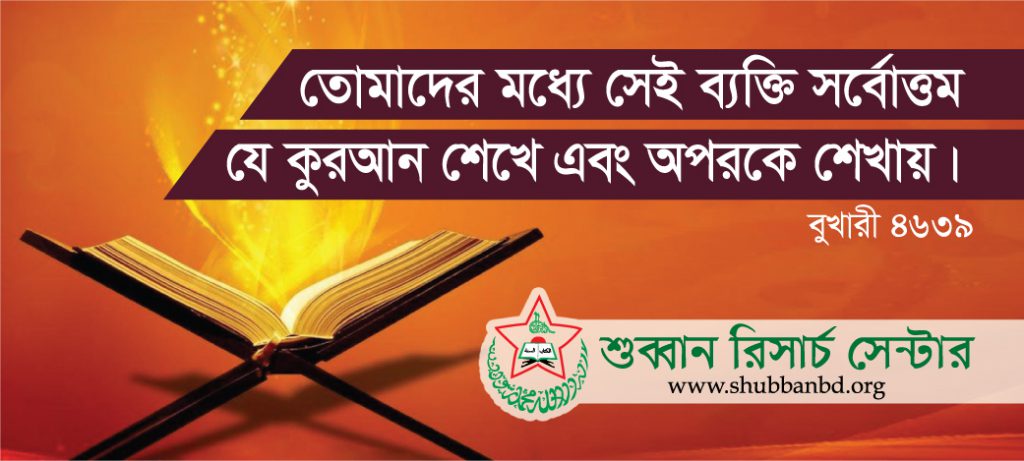 তোমাদের মধ্যে সেই ব্যক্তি সর্বোত্তম
যে কুরআন শেখে এবং অপরকে শেখায়।
বুখারী ৪৬৩৯
শুব্বান রিসার্চ সেন্টার
www.shubbanbd.org